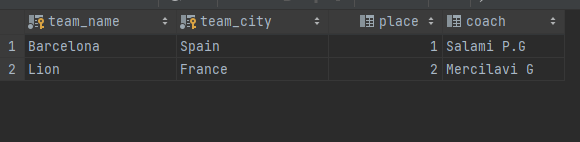 team_name team_city place coach
1 Barcelona Spain 1 Salami P.G
2 Lion France 2 Mercilavi G